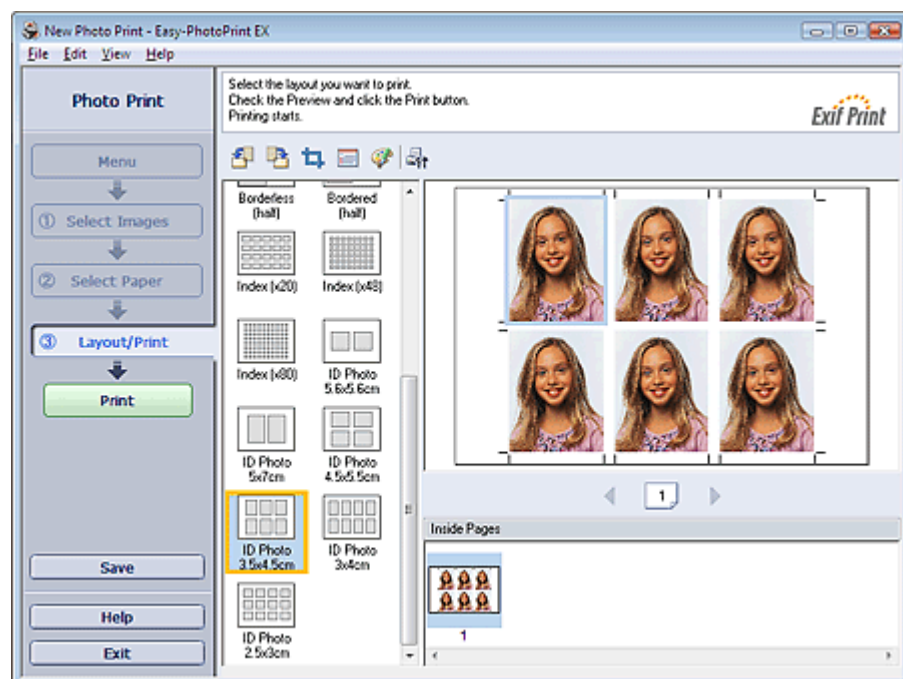 New Photo Print - Easy-PhotoPrint EX
File Edit View Help
Photo Print
Select the layout you want to print.
Check the Preview and click the Print button.
Printing starts.
Exif Print
Menu
① Select Images
② Select Paper
③ Layout/Print
Print
Save
Help
Exit
Borderless
(half)
Bordered
(half)
Index (x20)
Index (x48)
Index (x80)
ID Photo
5.6x5.6cm
ID Photo
5x7cm
ID Photo
4.5x5.5cm
ID Photo
3.5x4.5cm
ID Photo
3x4cm
ID Photo
2.5x3cm
1
Inside Pages
1